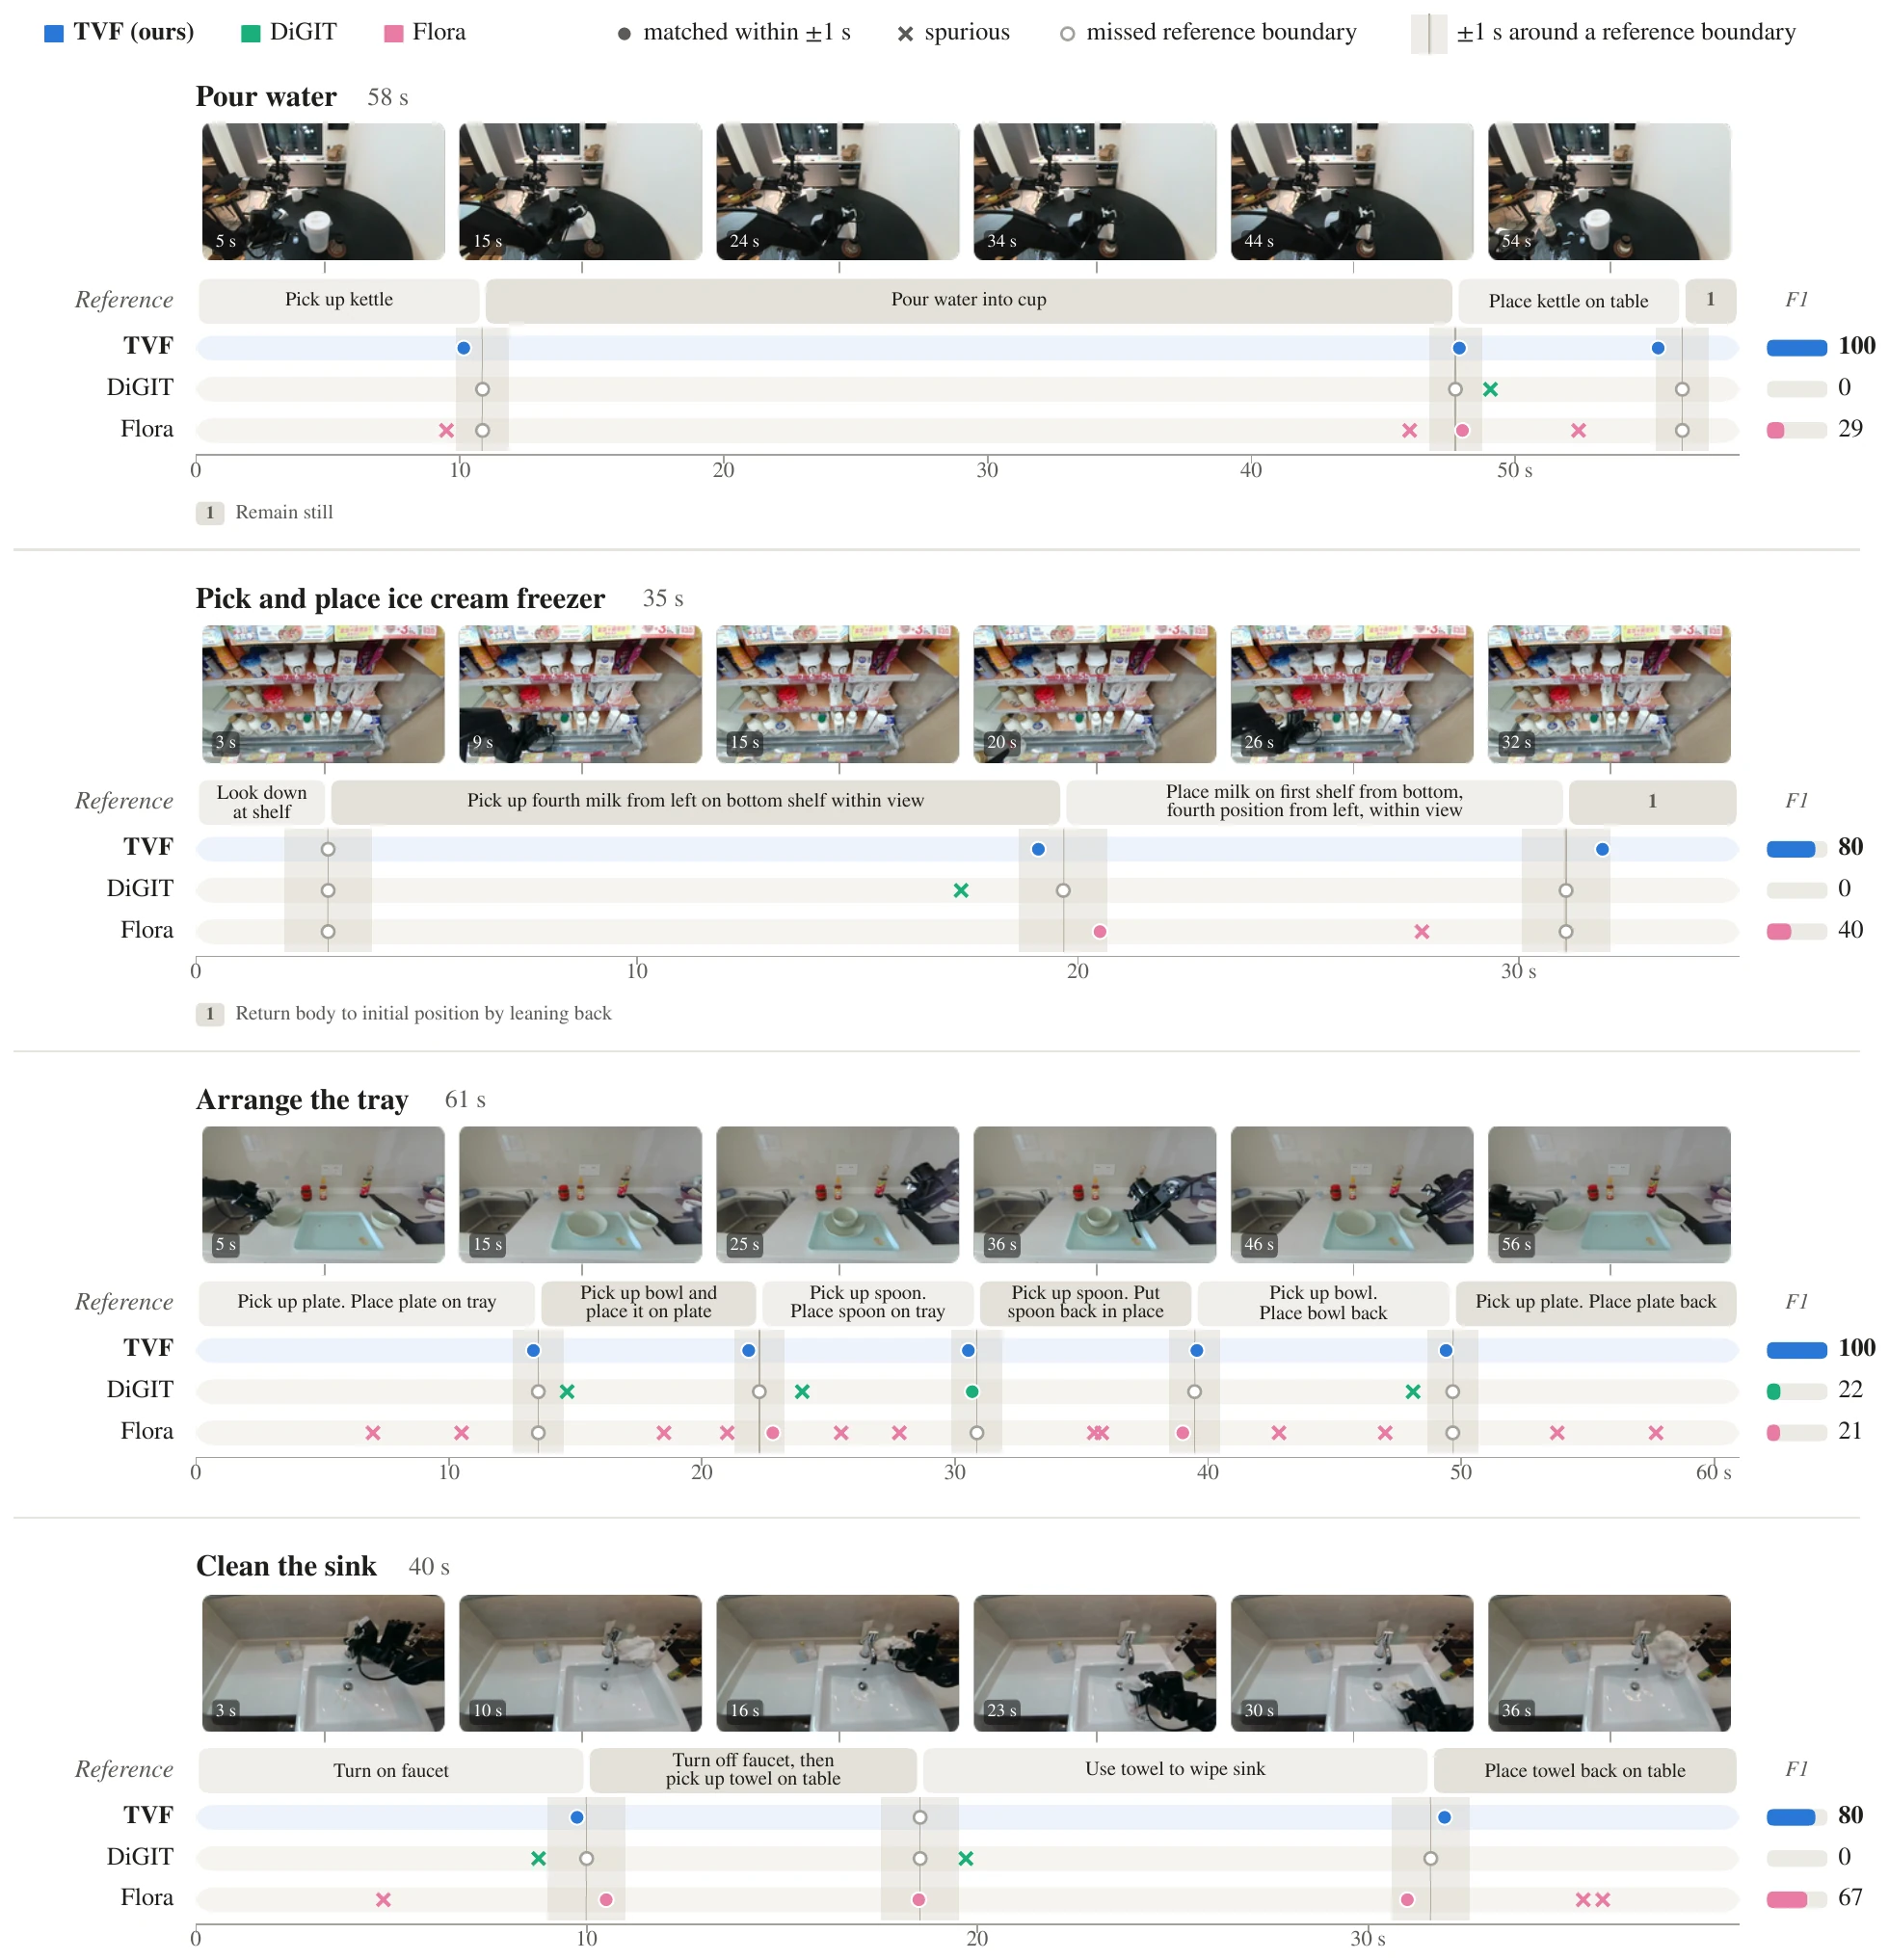 TVF (ours) DiGIT Flora matched within ±1 s spurious missed reference boundary ±1 s around a reference boundary
Pour water 58 s
5 s 15 s 24 s 34 s 44 s 54 s
Reference Pick up kettle Pour water into cup Place kettle on table 1 F1
TVF 100
DiGIT 0
Flora 29
0 10 20 30 40 50 s
1 Remain still
Pick and place ice cream freezer 35 s
3 s 9 s 15 s 20 s 26 s 32 s
Reference Look down at shelf Pick up fourth milk from left on bottom shelf within view Place milk on first shelf from bottom, fourth position from left, within view 1 F1
TVF 80
DiGIT 0
Flora 40
0 10 20 30 s
1 Return body to initial position by leaning back
Arrange the tray 61 s
5 s 15 s 25 s 36 s 46 s 56 s
Reference Pick up plate. Place plate on tray Pick up bowl and place it on plate Pick up spoon. Place spoon on tray Pick up spoon. Put spoon back in place Pick up bowl. Place bowl back Pick up plate. Place plate back F1
TVF 100
DiGIT 22
Flora 21
0 10 20 30 40 50 60 s
Clean the sink 40 s
3 s 10 s 16 s 23 s 30 s 36 s
Reference Turn on faucet Turn off faucet, then pick up towel on table Use towel to wipe sink Place towel back on table F1
TVF 80
DiGIT 0
Flora 67
0 10 20 30 s